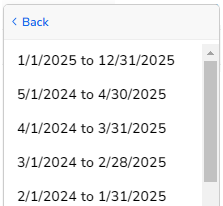 Back
1/1/2025 to 12/31/2025
5/1/2024 to 4/30/2025
4/1/2024 to 3/31/2025
3/1/2024 to 2/28/2025
2/1/2024 to 1/31/2025